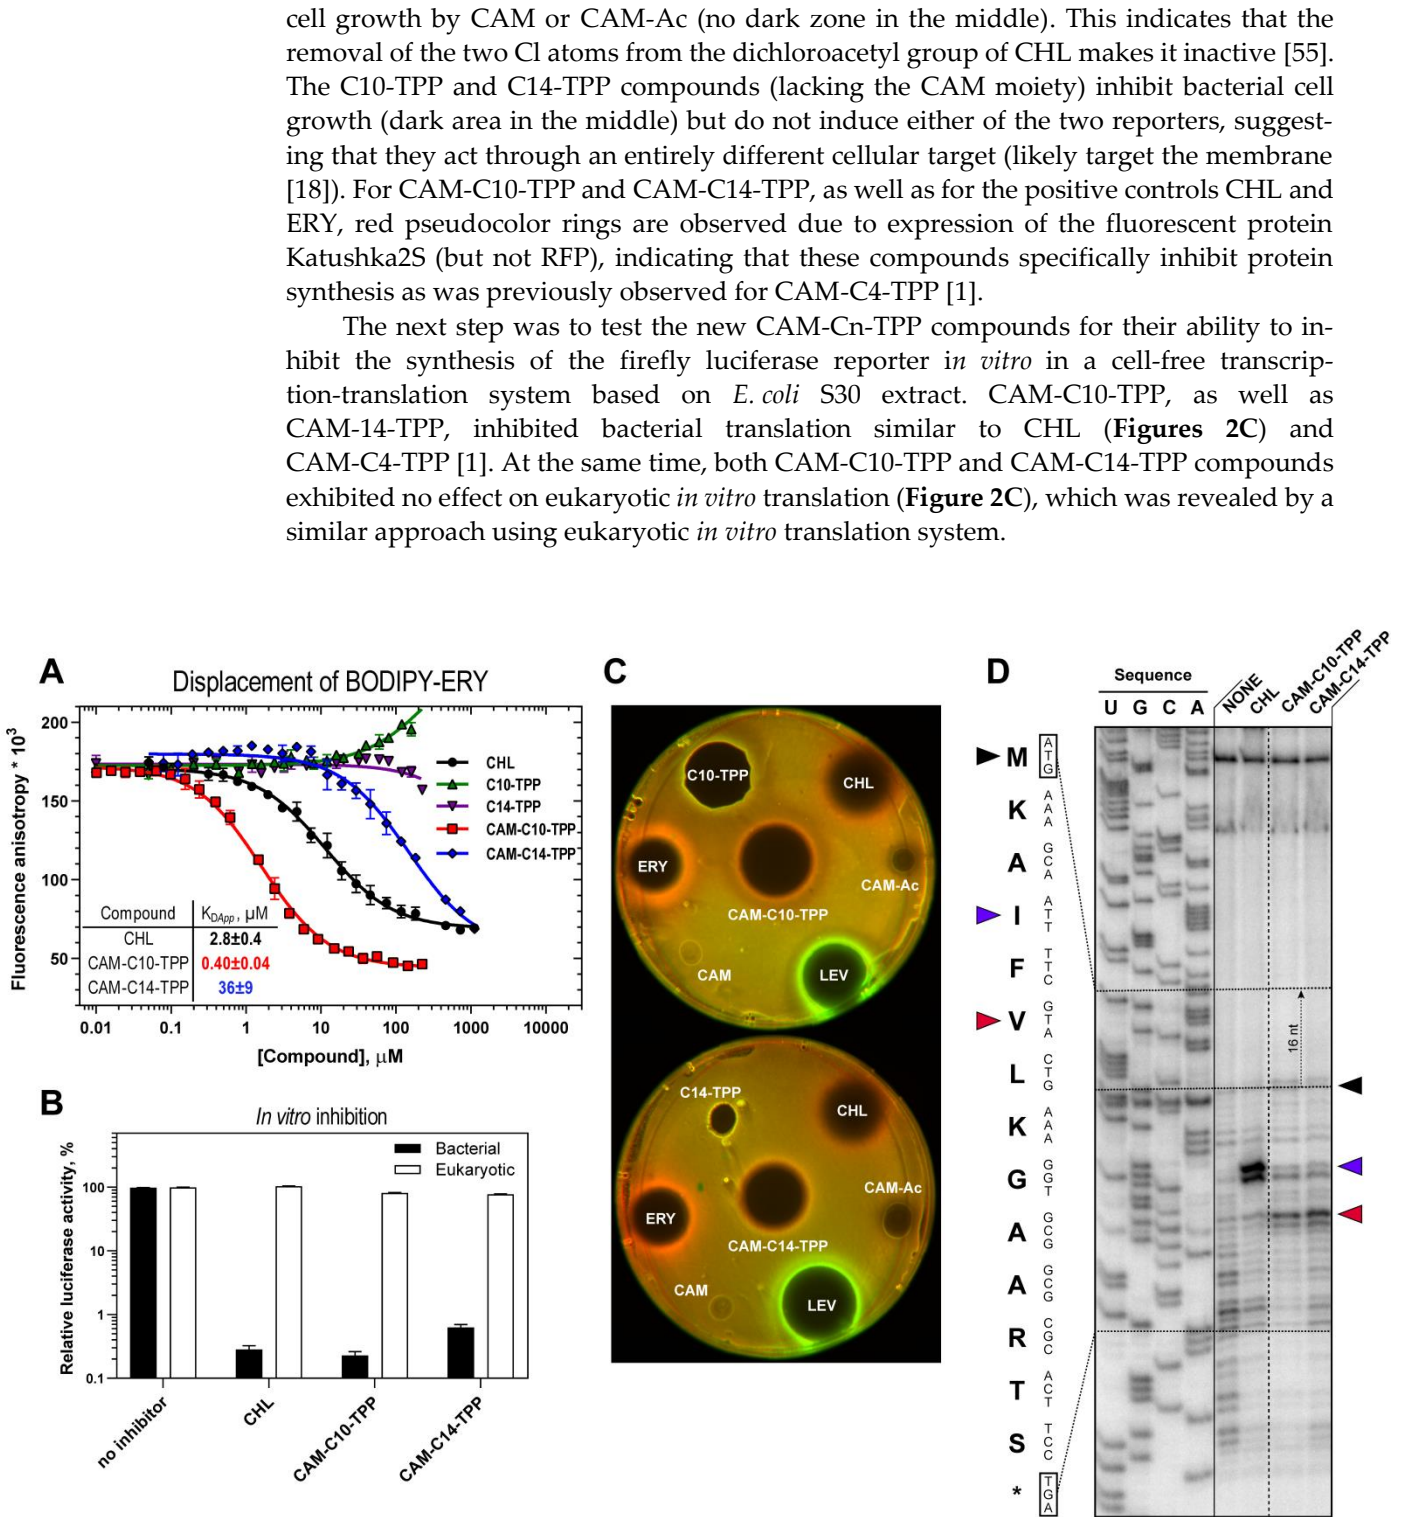 cell growth by CAM or CAM-Ac (no dark zone in the middle). This indicates that the
removal of the two Cl atoms from the dichloroacetyl group of CHL makes it inactive [55].
The C10-TPP and C14-TPP compounds (lacking the CAM moiety) inhibit bacterial cell
growth (dark area in the middle) but do not induce either of the two reporters, suggest-
ing that they act through an entirely different cellular target (likely target the membrane
[18]). For CAM-C10-TPP and CAM-C14-TPP, as well as for the positive controls CHL and
ERY, red pseudocolor rings are observed due to expression of the fluorescent protein
Katushka2S (but not RFP), indicating that these compounds specifically inhibit protein
synthesis as was previously observed for CAM-C4-TPP [1].
The next step was to test the new CAM-Cn-TPP compounds for their ability to in-
hibit the synthesis of the firefly luciferase reporter in vitro in a cell-free transcrip-
tion-translation system based on E. coli S30 extract. CAM-C10-TPP, as well as
CAM-14-TPP, inhibited bacterial translation similar to CHL (Figures 2C) and
CAM-C4-TPP [1]. At the same time, both CAM-C10-TPP and CAM-C14-TPP compounds
exhibited no effect on eukaryotic in vitro translation (Figure 2C), which was revealed by a
similar approach using eukaryotic in vitro translation system.
A
Displacement of BODIPY-ERY
Fluorescence anisotropy * 10³
200
150
100
50
CHL
C10-TPP
C14-TPP
CAM-C10-TPP
CAM-C14-TPP
Compound K_DApp, µM
CHL 2.8±0.4
CAM-C10-TPP 0.40±0.04
CAM-C14-TPP 36±9
0.01 0.1 1 10 100 1000 10000
[Compound], µM
B
In vitro inhibition
Relative luciferase activity, %
Bacterial
Eukaryotic
100
10
1
0.1
no inhibitor
CHL
CAM-C10-TPP
CAM-C14-TPP
C
C10-TPP
CHL
ERY
CAM-Ac
CAM-C10-TPP
CAM
LEV
C14-TPP
CHL
CAM-Ac
ERY
CAM-C14-TPP
CAM
LEV
D
Sequence
U G C A
NONE
CHL
CAM-C10-TPP
CAM-C14-TPP
M ATG
K AAA
A GCA
I ATT
F TTC
V GTA
L CTG
K AAA
G GGT
A GCG
A GCG
R CGC
T ACT
S TCC
* TGA
16 nt